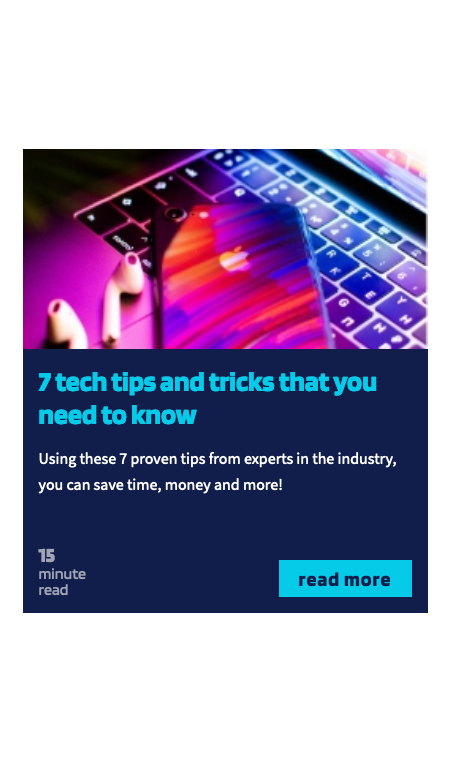 7 tech tips and tricks that you
need to know
Using these 7 proven tips from experts in the industry,
you can save time, money and more!
15
minute
read
read more